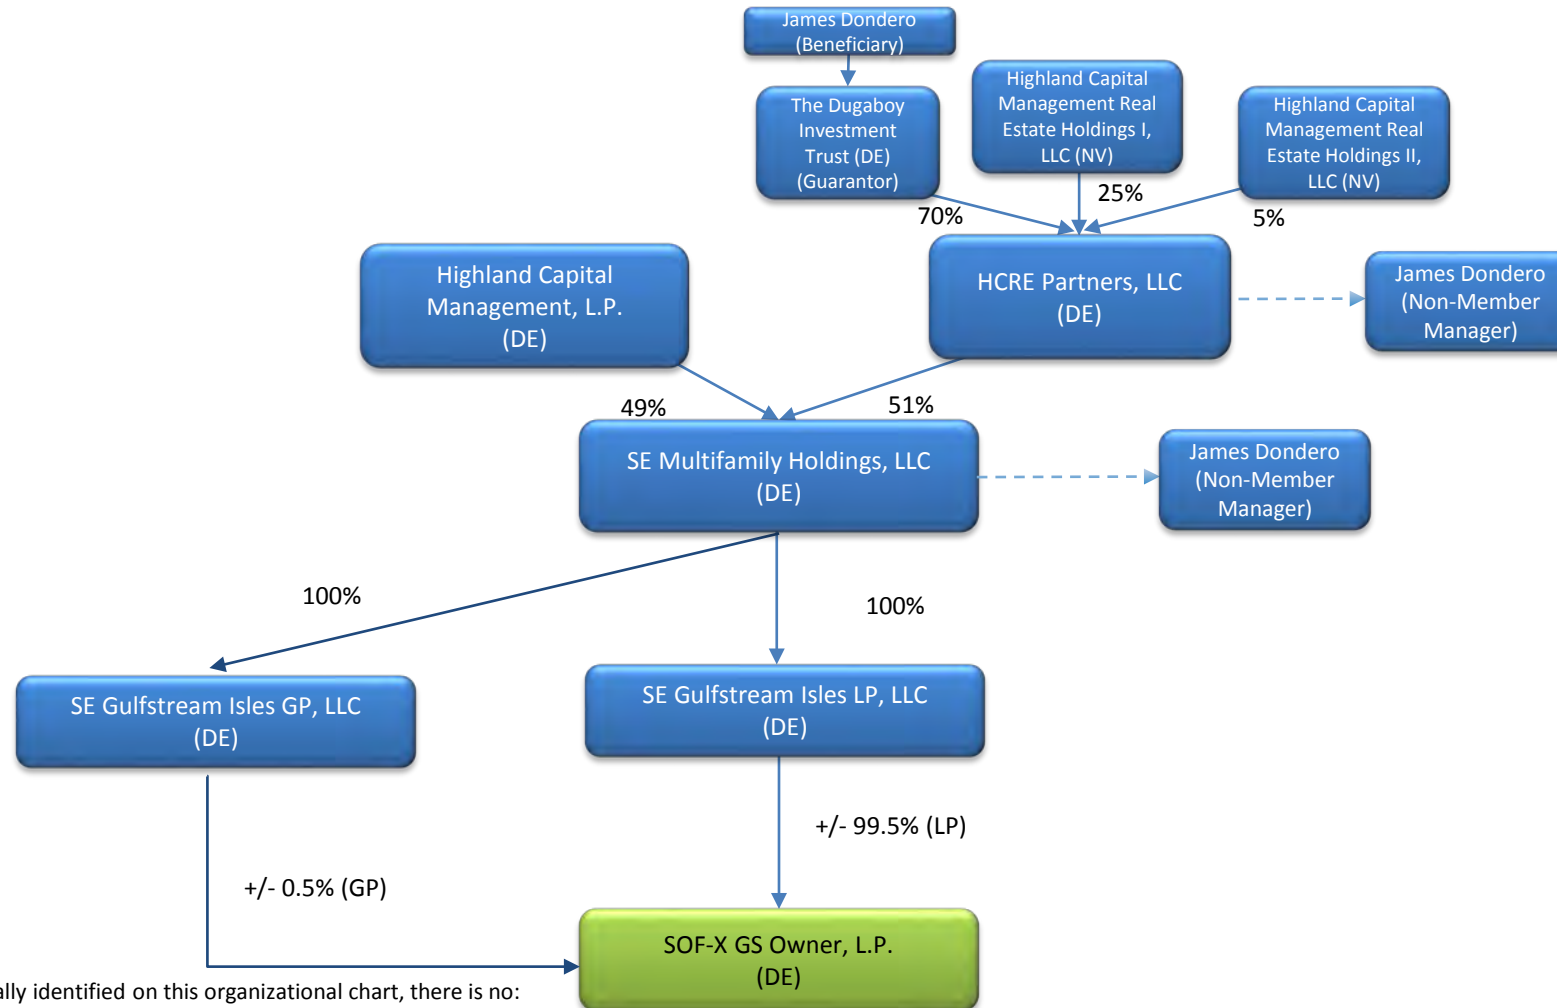 James Dondero
(Beneficiary)
The Dugaboy
Investment
Trust (DE)
(Guarantor)
Highland Capital
Management Real
Estate Holdings I,
LLC (NV)
Highland Capital
Management Real
Estate Holdings II,
LLC (NV)
70%
25%
5%
Highland Capital
Management, L.P.
(DE)
HCRE Partners, LLC
(DE)
James Dondero
(Non-Member
Manager)
49%
51%
SE Multifamily Holdings, LLC
(DE)
James Dondero
(Non-Member
Manager)
100%
100%
SE Gulfstream Isles GP, LLC
(DE)
SE Gulfstream Isles LP, LLC
(DE)
+/- 99.5% (LP)
+/- 0.5% (GP)
SOF-X GS Owner, L.P.
(DE)
ally identified on this organizational chart, there is no: